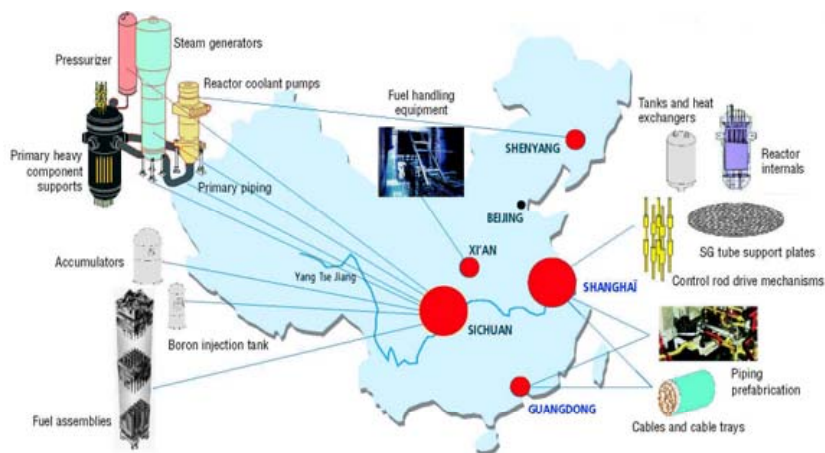 Steam generators
Pressurizer
Reactor coolant pumps
Fuel handling
equipment
Tanks and heat
exchangers
SHENYANG
Reactor
internals
Primary heavy
component
supports
Primary piping
BEIJING
XI'AN
SG tube support plates
Accumulators
Yang Tse Jiang
SHANGHAÏ
Control rod drive mechanisms
SICHUAN
Boron injection tank
Piping
prefabrication
GUANGDONG
Fuel assemblies
Cables and cable trays